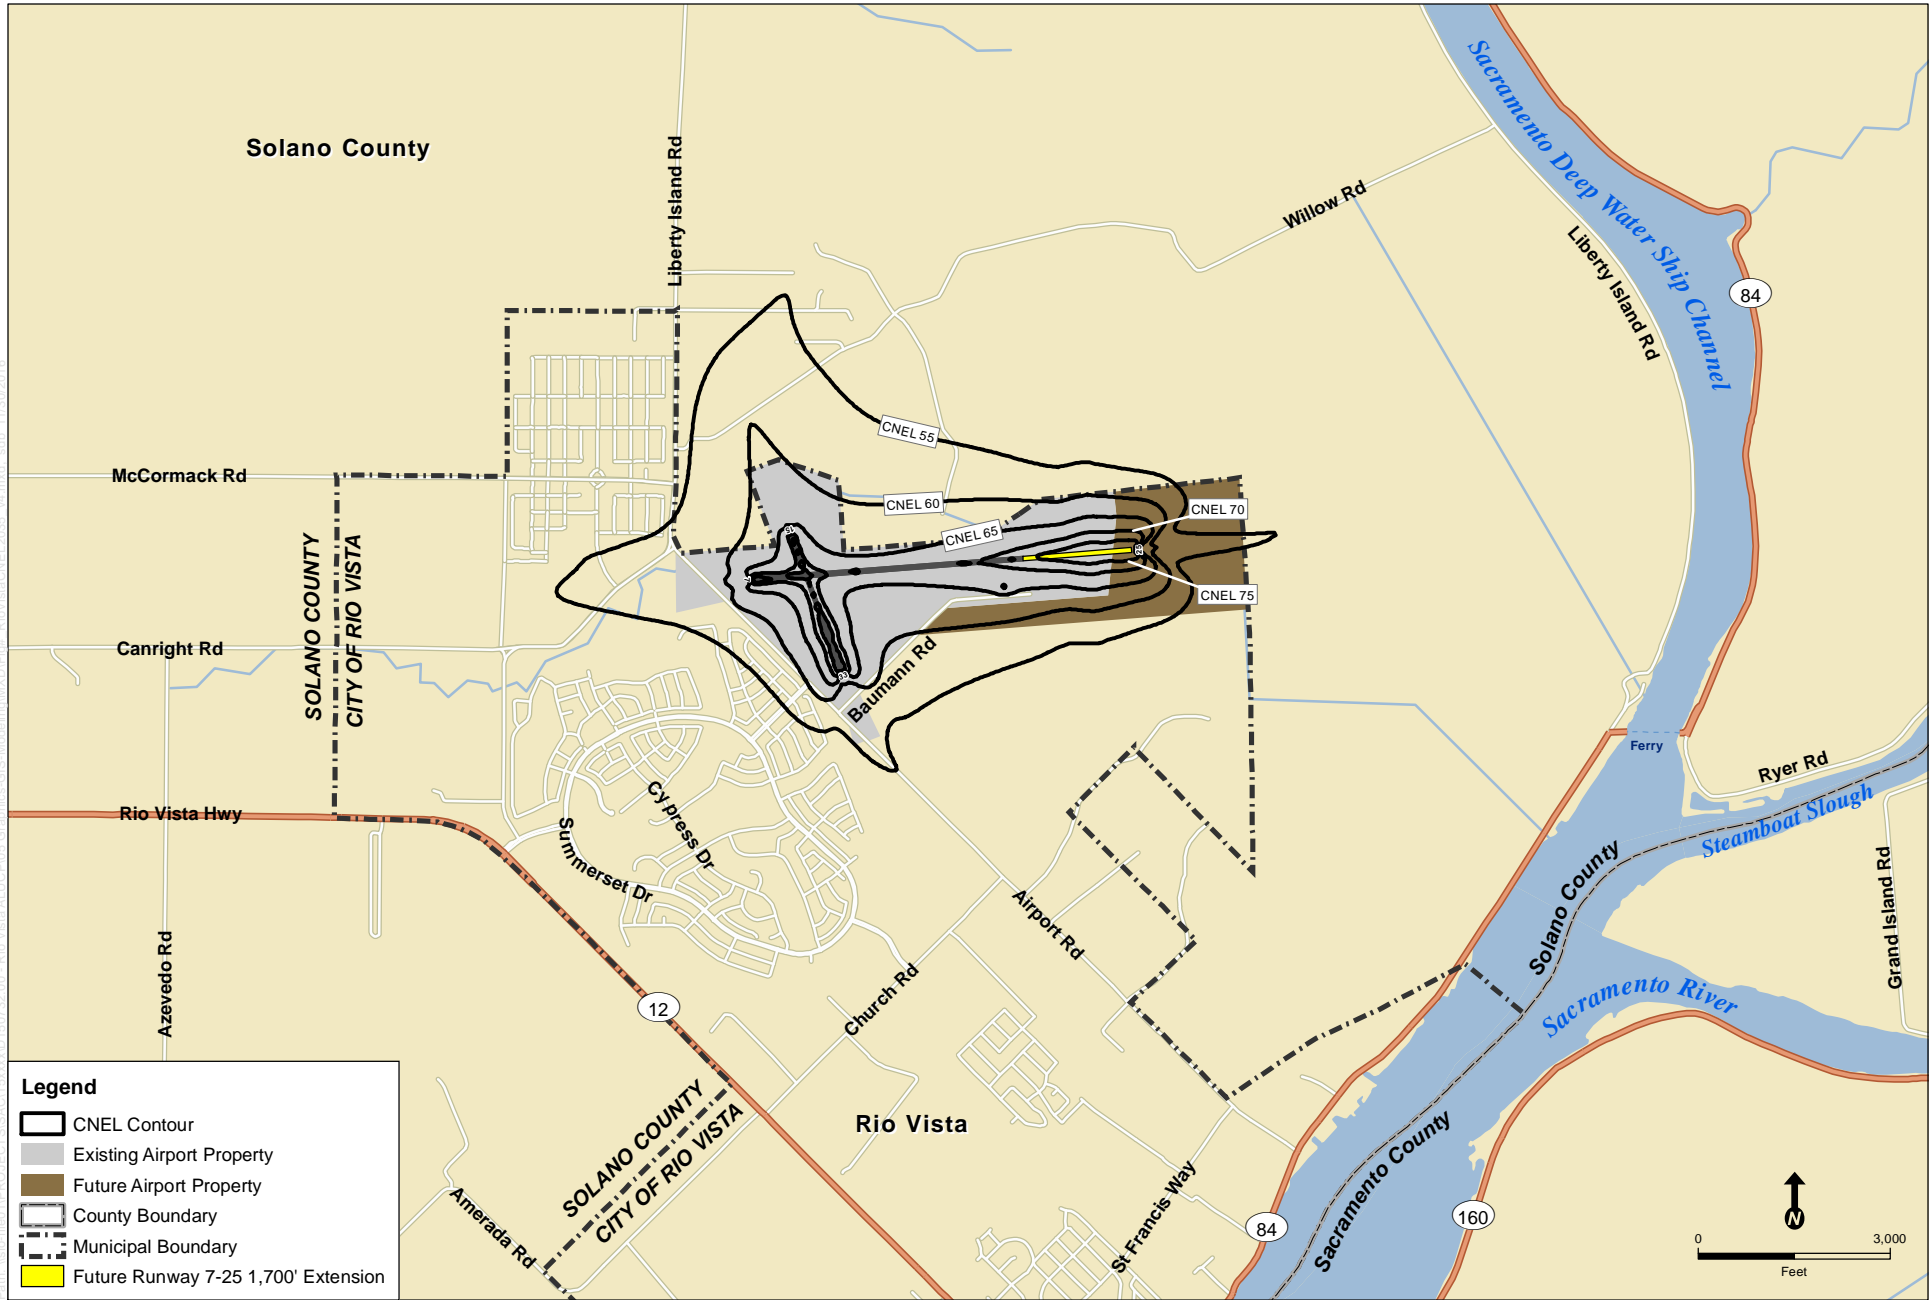 Solano County
Liberty Island Rd
Willow Rd
Sacramento Deep Water Ship Channel
Liberty Island Rd
84
CNEL 55
McCormack Rd
CNEL 60
CNEL 65
CNEL 70
15
25
7
33
CNEL 75
SOLANO COUNTY
CITY OF RIO VISTA
Canright Rd
Baumann Rd
Ferry
Ryer Rd
Steamboat Slough
Rio Vista Hwy
Cypress Dr
Summerset Dr
Solano County
Grand Island Rd
Airport Rd
Azevedo Rd
Church Rd
12
Sacramento River
SOLANO COUNTY
CITY OF RIO VISTA
Rio Vista
Sacramento County
St Francis Way
Amerada Rd
84
160
N
0 3,000
Feet
Legend
CNEL Contour
Existing Airport Property
Future Airport Property
County Boundary
Municipal Boundary
Future Runway 7-25 1,700' Extension